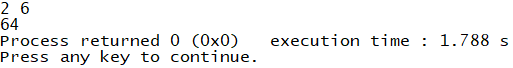 2 6
64
Process returned 0 (0x0)   execution time : 1.788 s
Press any key to continue.